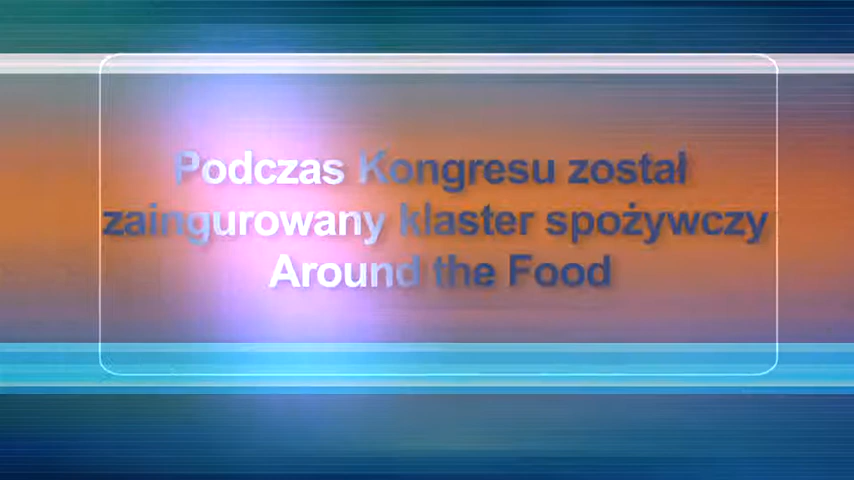 Podczas Kongresu został
zaingurowany klaster spożywczy
Around the Food